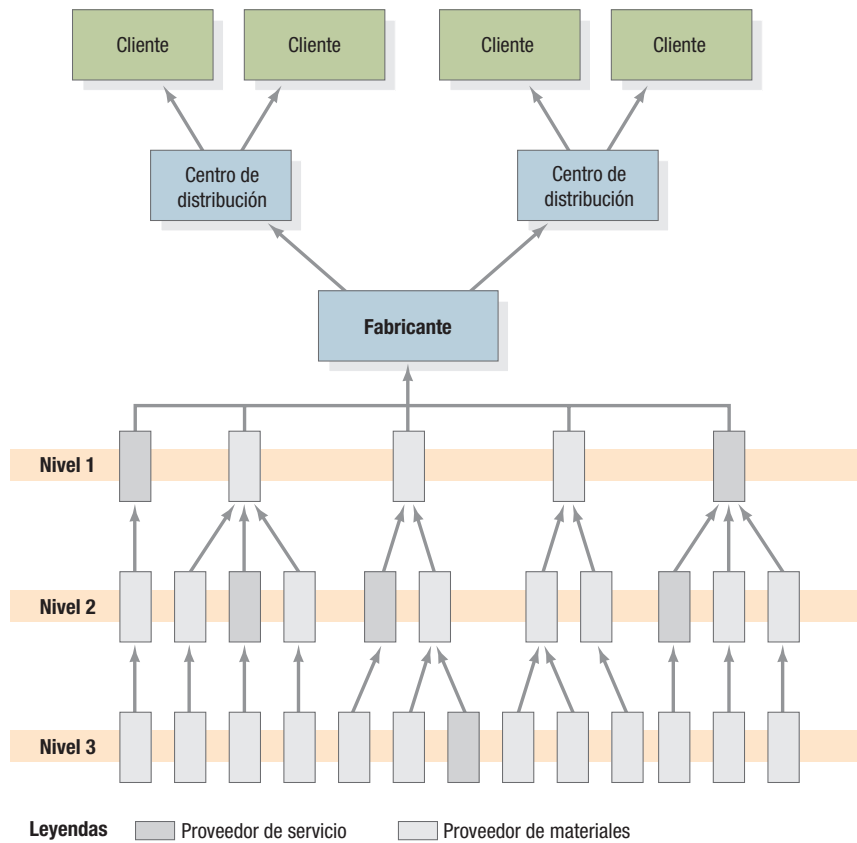 Cliente
Cliente
Cliente
Cliente
Centro de
distribución
Centro de
distribución
Fabricante
Nivel 1
Nivel 2
Nivel 3
Leyendas
Proveedor de servicio
Proveedor de materiales